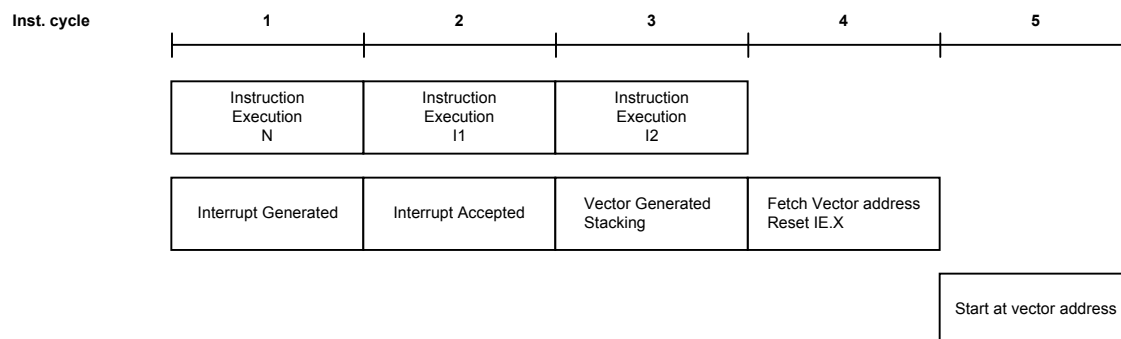 Inst. cycle 1 2 3 4 5
Instruction Execution N
Instruction Execution I1
Instruction Execution I2
Interrupt Generated
Interrupt Accepted
Vector Generated
Stacking
Fetch Vector address
Reset IE.X
Start at vector address